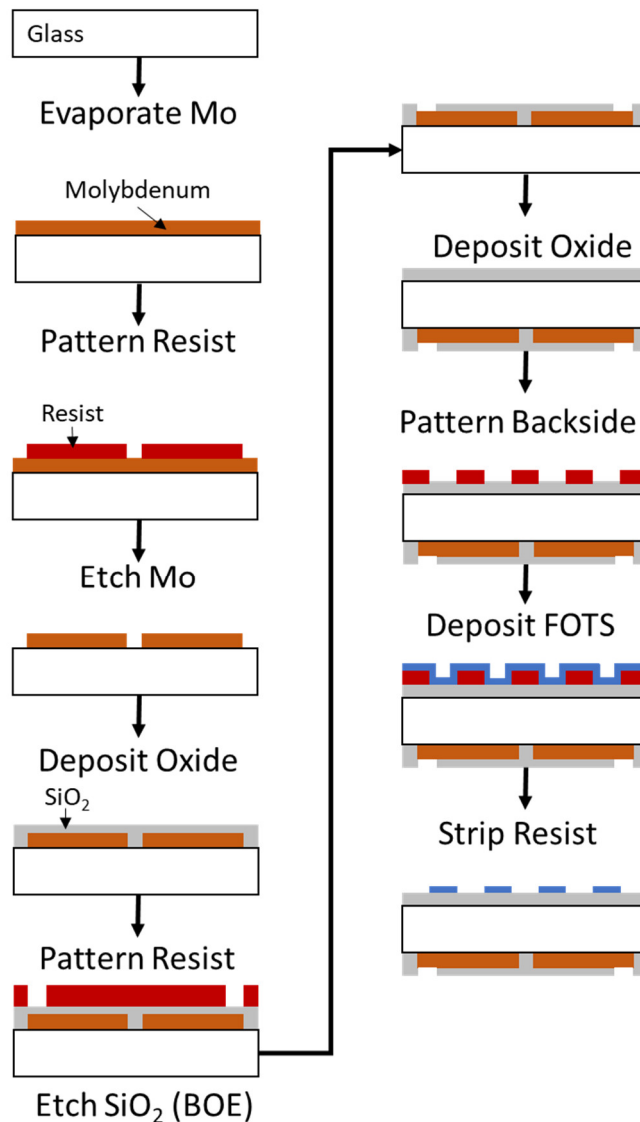 Glass
Evaporate Mo
Molybdenum
Pattern Resist
Resist
Etch Mo
Deposit Oxide
SiO₂
Pattern Resist
Etch SiO₂ (BOE)
Deposit Oxide
Pattern Backside
Deposit FOTS
Strip Resist